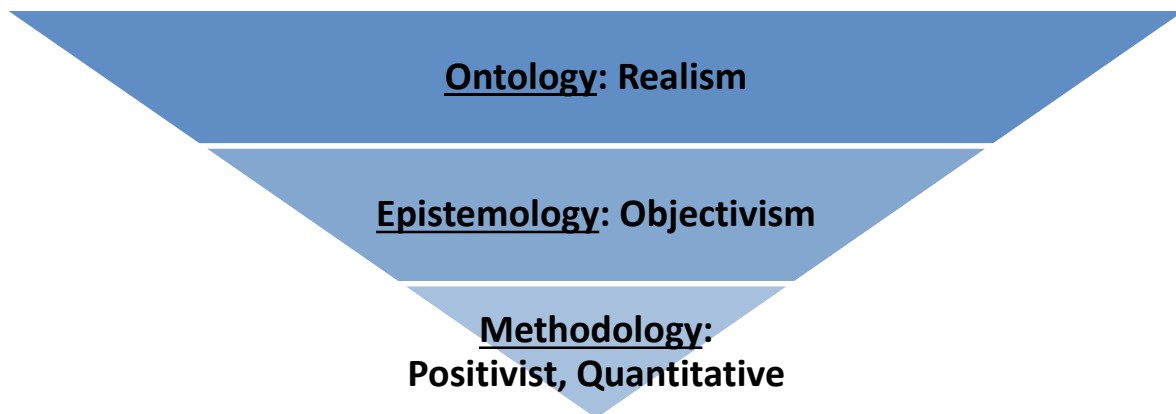 Ontology: Realism
Epistemology: Objectivism
Methodology:
Positivist, Quantitative